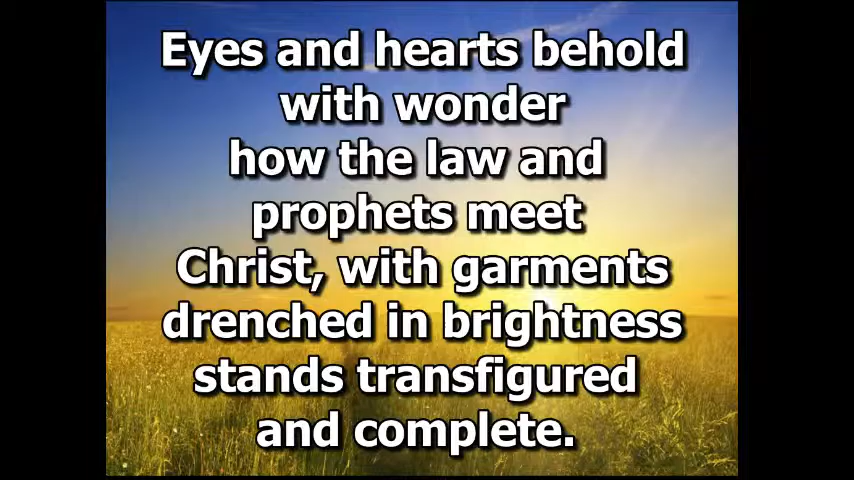 Eyes and hearts behold
with wonder
how the law and
prophets meet
Christ, with garments
drenched in brightness
stands transfigured
and complete.